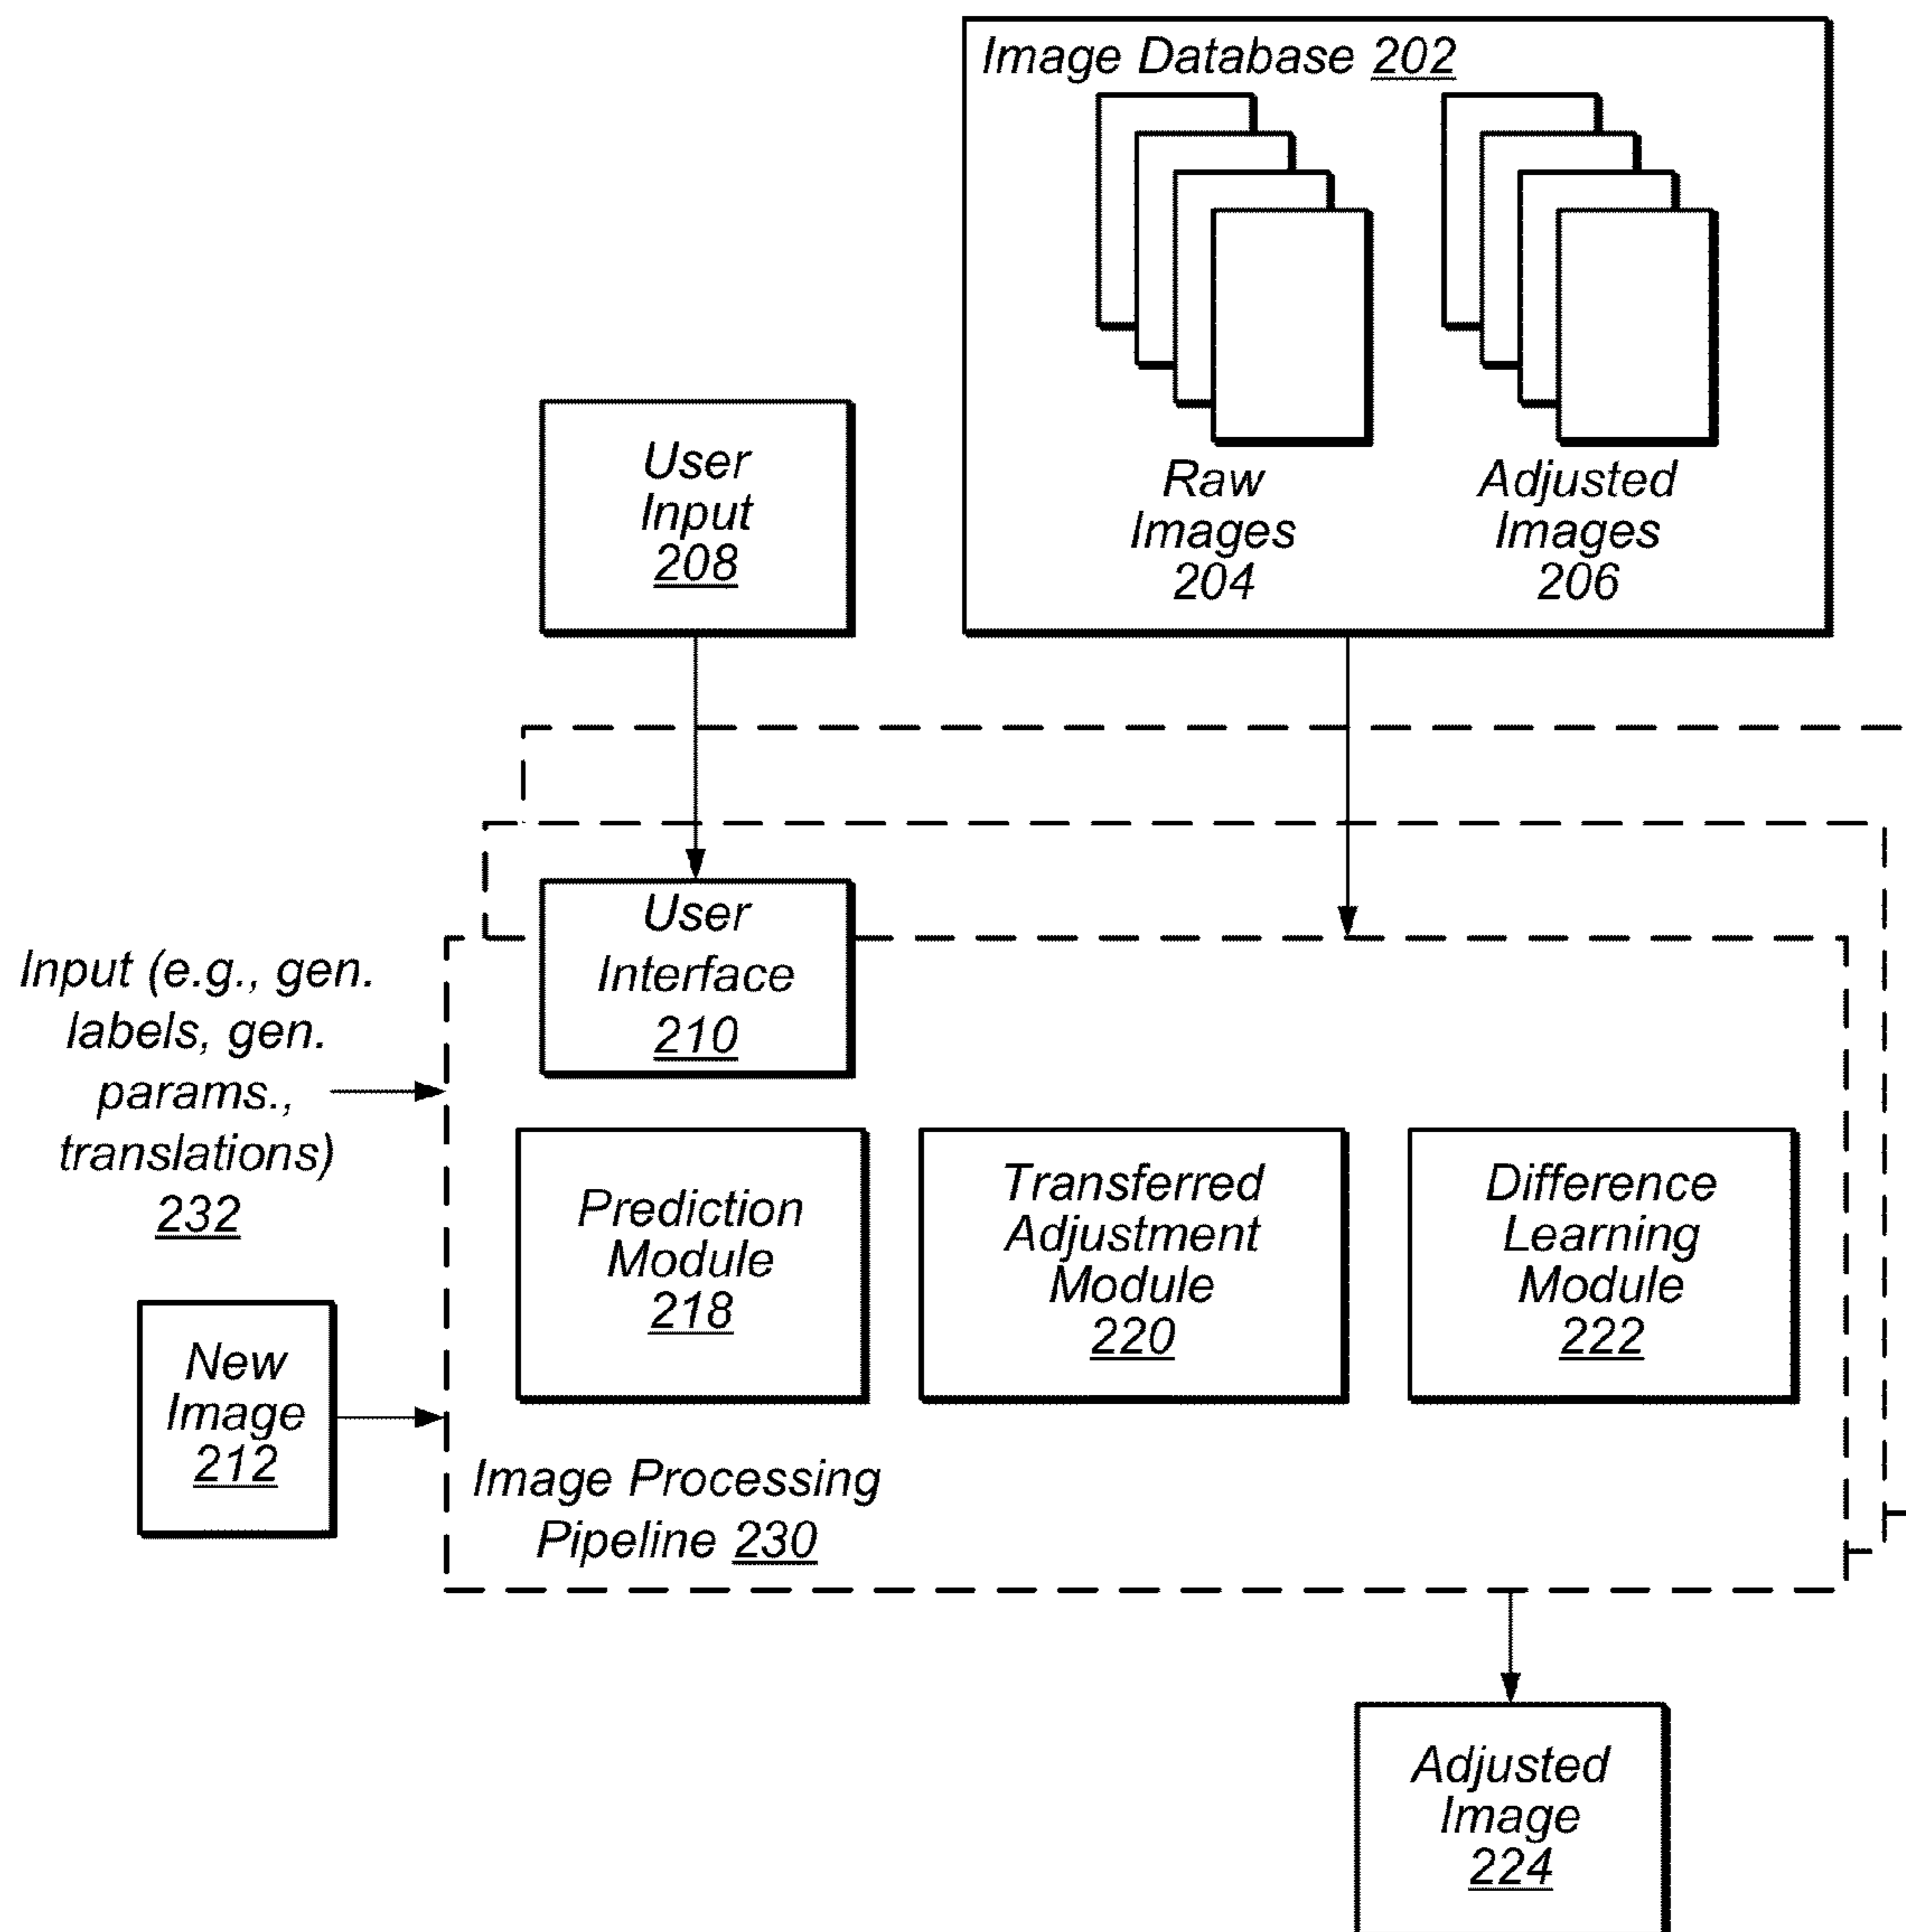 Image Database 202
Raw
Images
204
Adjusted
Images
206
User
Input
208
User
Interface
210
Input (e.g., gen.
labels, gen.
params.,
translations)
232
Prediction
Module
218
Transferred
Adjustment
Module
220
Difference
Learning
Module
222
New
Image
212
Image Processing
Pipeline 230
Adjusted
Image
224